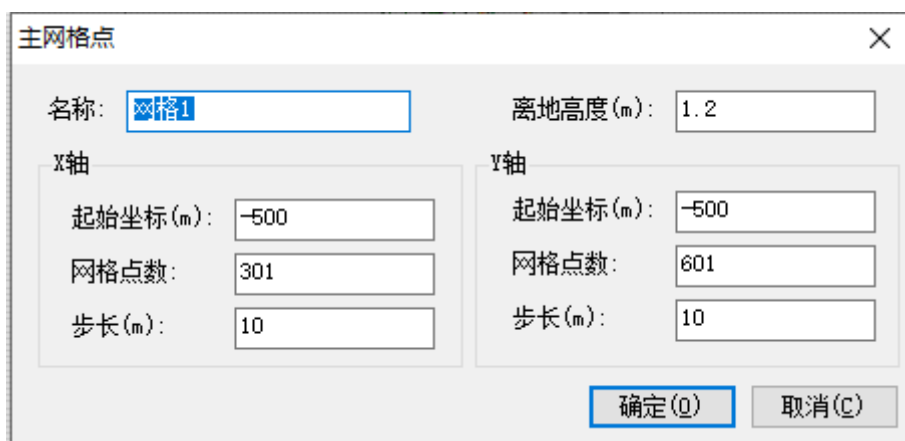 主网格点
名称: 网格1 离地高度(m): 1.2
X轴
起始坐标(m): -500
网格点数: 301
步长(m): 10
Y轴
起始坐标(m): -500
网格点数: 601
步长(m): 10
确定(O) 取消(C)